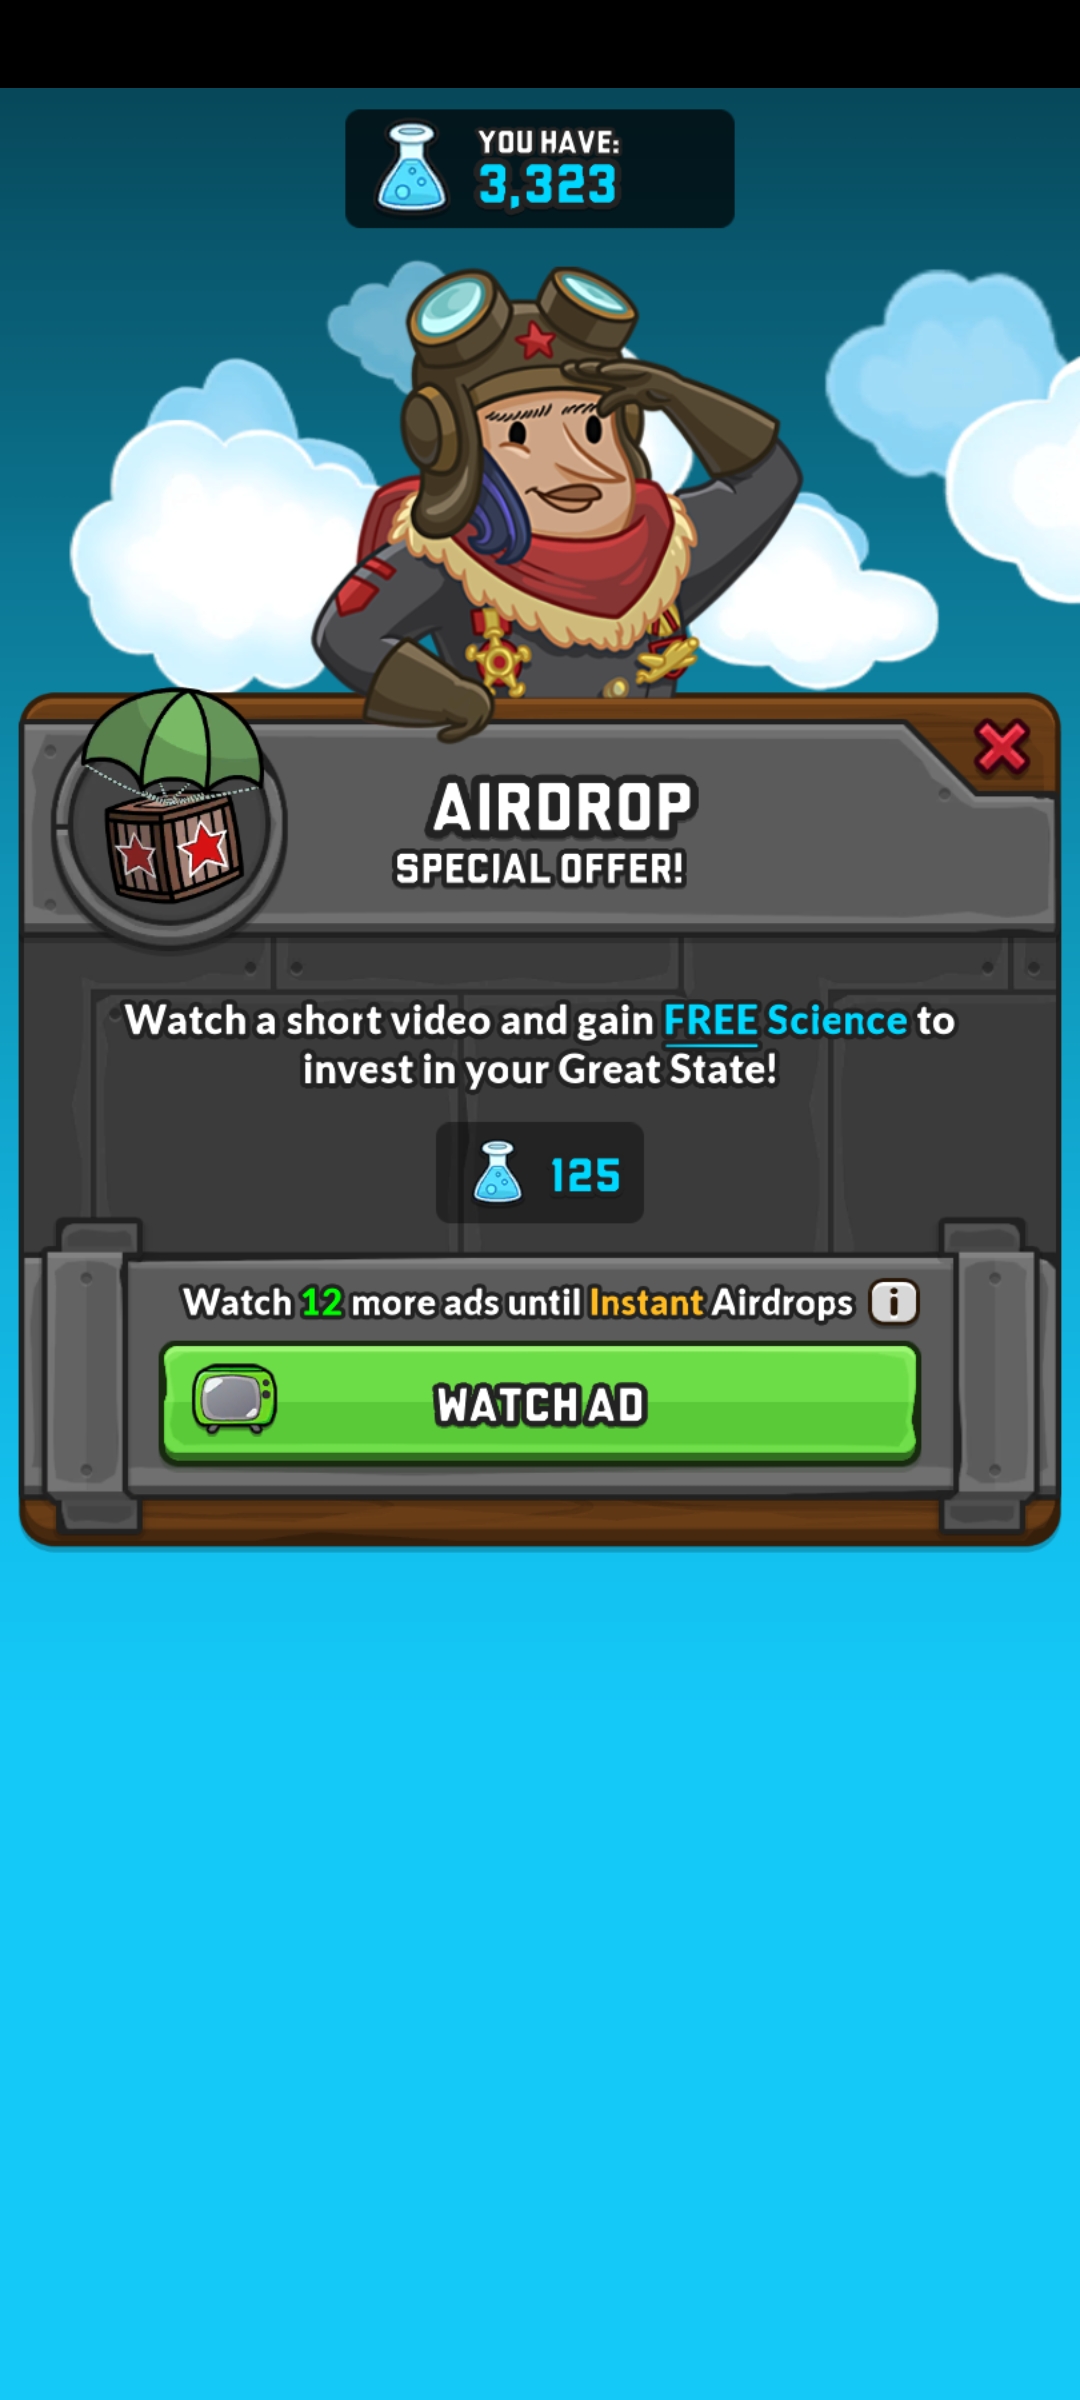 YOU HAVE:
3,323
AIRDROP
SPECIAL OFFER!
Watch a short video and gain FREE Science to
invest in your Great State!
125
Watch 12 more ads until Instant Airdrops
i
WATCH AD